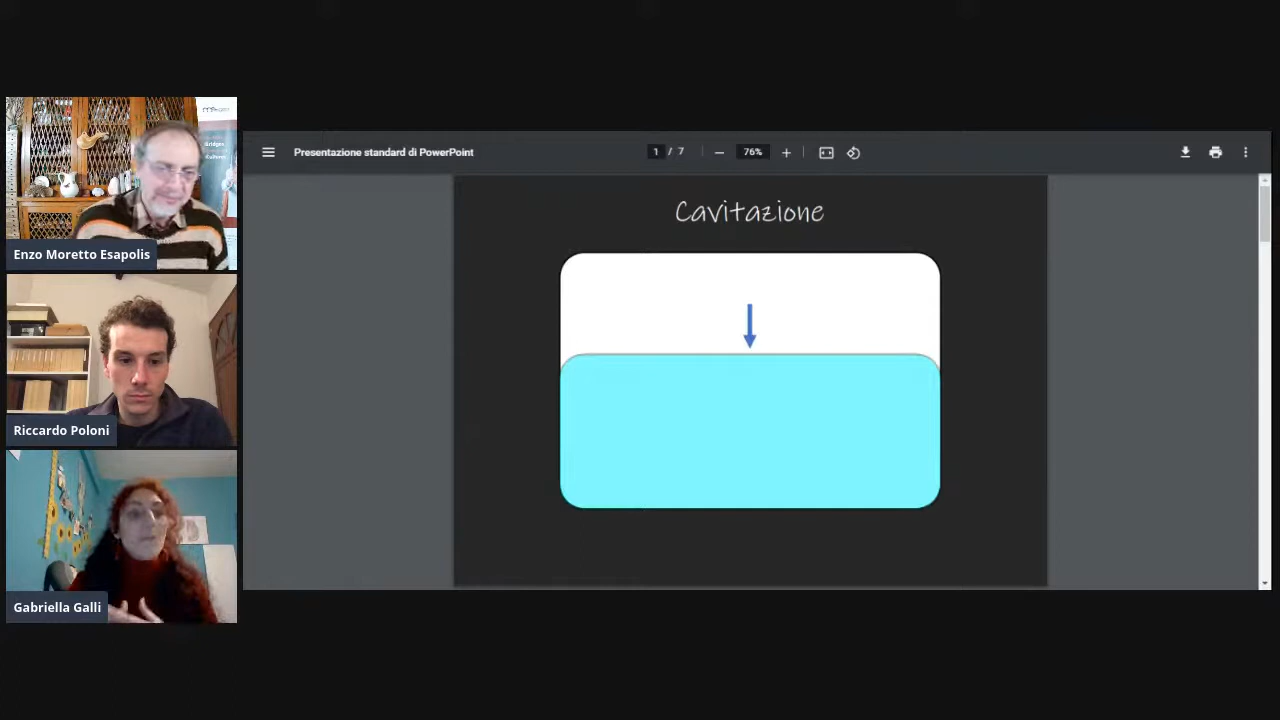 Enzo Moretto Esapolis
Riccardo Poloni
Gabriella Galli
Presentazione standard di PowerPoint
1 / 7
76%
Cavitazione